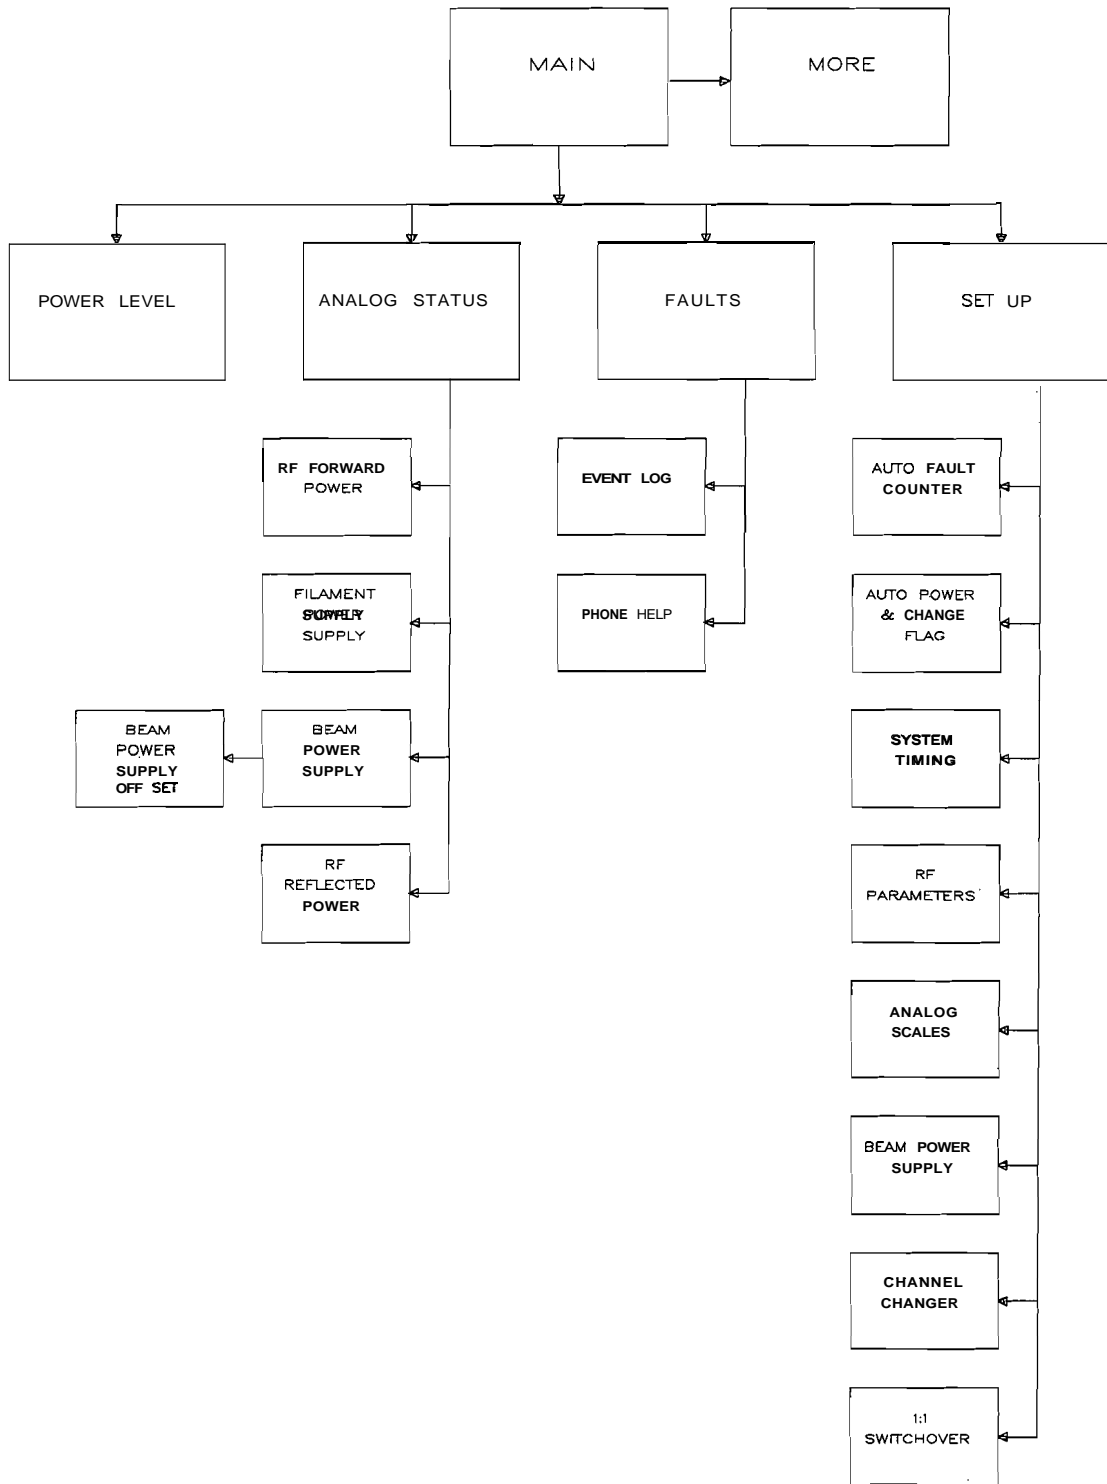 MAIN
MORE
POWER LEVEL
ANALOG STATUS
FAULTS
SET UP
RF FORWARD
POWER
EVENT LOG
AUTO FAULT
COUNTER
FILAMENT
SUPPLY
PHONE HELP
AUTO POWER
& CHANGE
FLAG
BEAM
POWER
SUPPLY
OFF SET
BEAM
POWER
SUPPLY
SYSTEM
TIMING
RF
REFLECTED
POWER
RF
PARAMETERS
ANALOG
SCALES
BEAM POWER
SUPPLY
CHANNEL
CHANGER
1:1
SWITCHOVER